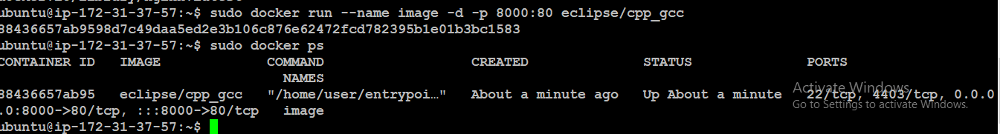 ubuntu@ip-172-31-37-57:~$ sudo docker run --name image -d -p 8000:80 eclipse/cpp_gcc
88436657ab9598d7c49daa5ed2e3b106c876e62472fcd782395b1e01b3bc1583
ubuntu@ip-172-31-37-57:~$ sudo docker ps
CONTAINER ID   IMAGE             COMMAND                  CREATED              STATUS              PORTS
                                 NAMES
88436657ab95   eclipse/cpp_gcc   "/home/user/entrypoi…"   About a minute ago   Up About a minute   22/tcp, 4403/tcp, 0.0.0
.0:8000->80/tcp, :::8000->80/tcp   image
ubuntu@ip-172-31-37-57:~$
Activate Windows
Go to Settings to activate Windows.